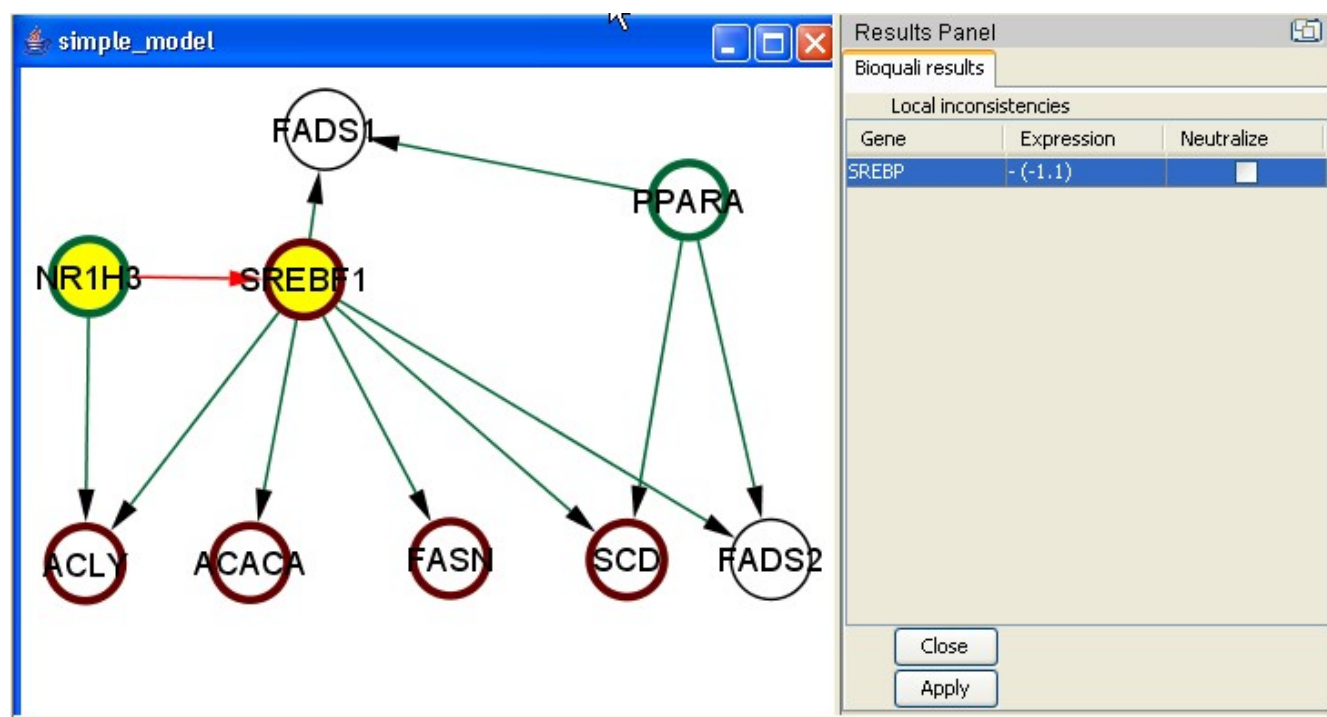 simple_model
FADS1
PPARA
NR1H3
SREBF1
ACLY
ACACA
FASN
SCD
FADS2
Results Panel
Bioquali results
Local inconsistencies
Gene Expression Neutralize
SREBP - (-1.1)
Close
Apply